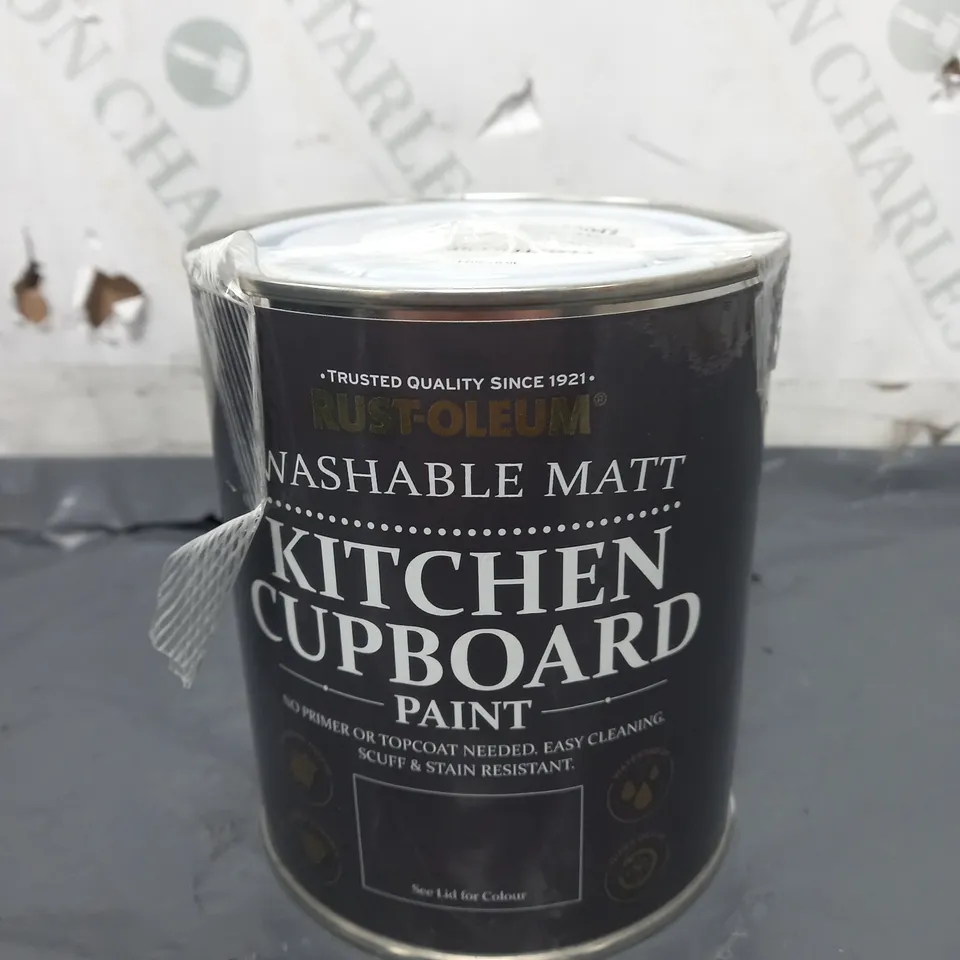 •TRUSTED QUALITY SINCE 1921•
RUST-OLEUM®
WASHABLE MATT
KITCHEN
CUPBOARD
PAINT
NO PRIMER OR TOPCOAT NEEDED. EASY CLEANING.
SCUFF & STAIN RESISTANT.
See Lid for Colour